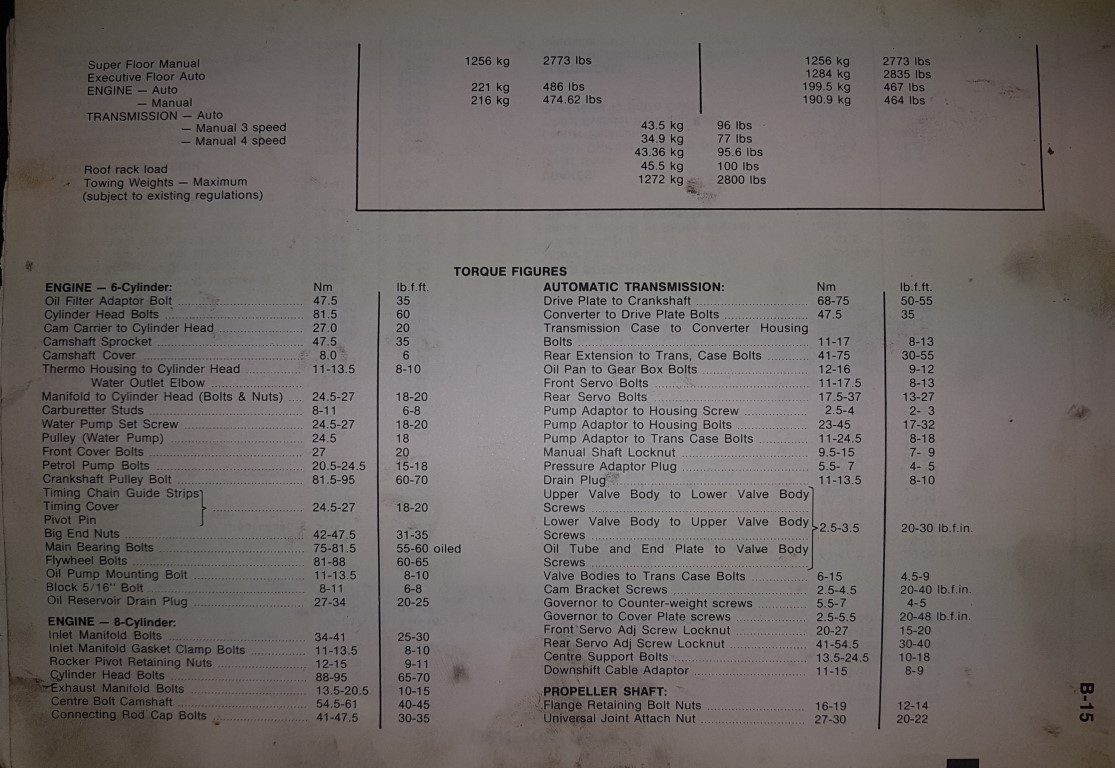 Super Floor Manual 1256 kg 2773 lbs 1256 kg 2773 lbs
Executive Floor Auto 1284 kg 2835 lbs
ENGINE — Auto 221 kg 486 lbs 199.5 kg 467 lbs
— Manual 216 kg 474.62 lbs 190.9 kg 464 lbs
TRANSMISSION — Auto 43.5 kg 96 lbs
— Manual 3 speed 34.9 kg 77 lbs
— Manual 4 speed 43.36 kg 95.6 lbs
Roof rack load 45.5 kg 100 lbs
Towing Weights — Maximum 1272 kg 2800 lbs
(subject to existing regulations)
TORQUE FIGURES
ENGINE — 6-Cylinder: Nm lb.f.ft.
Oil Filter Adaptor Bolt 47.5 35
Cylinder Head Bolts 81.5 60
Cam Carrier to Cylinder Head 27.0 20
Camshaft Sprocket 47.5 35
Camshaft Cover 8.0 6
Thermo Housing to Cylinder Head 11-13.5 8-10
Water Outlet Elbow
Manifold to Cylinder Head (Bolts & Nuts) 24.5-27 18-20
Carburetter Studs 8-11 6-8
Water Pump Set Screw 24.5-27 18-20
Pulley (Water Pump) 24.5 18
Front Cover Bolts 27 20
Petrol Pump Bolts 20.5-24.5 15-18
Crankshaft Pulley Bolt 81.5-95 60-70
Timing Chain Guide Strips
Timing Cover 24.5-27 18-20
Pivot Pin
Big End Nuts 42-47.5 31-35
Main Bearing Bolts 75-81.5 55-60 oiled
Flywheel Bolts 81-88 60-65
Oil Pump Mounting Bolt 11-13.5 8-10
Block 5/16" Bolt 8-11 6-8
Oil Reservoir Drain Plug 27-34 20-25
ENGINE — 8-Cylinder:
Inlet Manifold Bolts 34-41 25-30
Inlet Manifold Gasket Clamp Bolts 11-13.5 8-10
Rocker Pivot Retaining Nuts 12-15 9-11
Cylinder Head Bolts 88-95 65-70
Exhaust Manifold Bolts 13.5-20.5 10-15
Centre Bolt Camshaft 54.5-61 40-45
Connecting Rod Cap Bolts 41-47.5 30-35
AUTOMATIC TRANSMISSION: Nm lb.f.ft.
Drive Plate to Crankshaft 68-75 50-55
Converter to Drive Plate Bolts 47.5 35
Transmission Case to Converter Housing
Bolts 11-17 8-13
Rear Extension to Trans, Case Bolts 41-75 30-55
Oil Pan to Gear Box Bolts 12-16 9-12
Front Servo Bolts 11-17.5 8-13
Rear Servo Bolts 17.5-37 13-27
Pump Adaptor to Housing Screw 2.5-4 2- 3
Pump Adaptor to Housing Bolts 23-45 17-32
Pump Adaptor to Trans Case Bolts 11-24.5 8-18
Manual Shaft Locknut 9.5-15 7- 9
Pressure Adaptor Plug 5.5- 7 4- 5
Drain Plug 11-13.5 8-10
Upper Valve Body to Lower Valve Body
Screws
Lower Valve Body to Upper Valve Body 2.5-3.5 20-30 lb.f.in.
Screws
Oil Tube and End Plate to Valve Body
Screws
Valve Bodies to Trans Case Bolts 6-15 4.5-9
Cam Bracket Screws 2.5-4.5 20-40 lb.f.in.
Governor to Counter-weight screws 5.5-7 4-5
Governor to Cover Plate screws 2.5-5.5 20-48 lb.f.in.
Front Servo Adj Screw Locknut 20-27 15-20
Rear Servo Adj Screw Locknut 41-54.5 30-40
Centre Support Bolts 13.5-24.5 10-18
Downshift Cable Adaptor 11-15 8-9
PROPELLER SHAFT:
Flange Retaining Bolt Nuts 16-19 12-14
Universal Joint Attach Nut 27-30 20-22
B-15